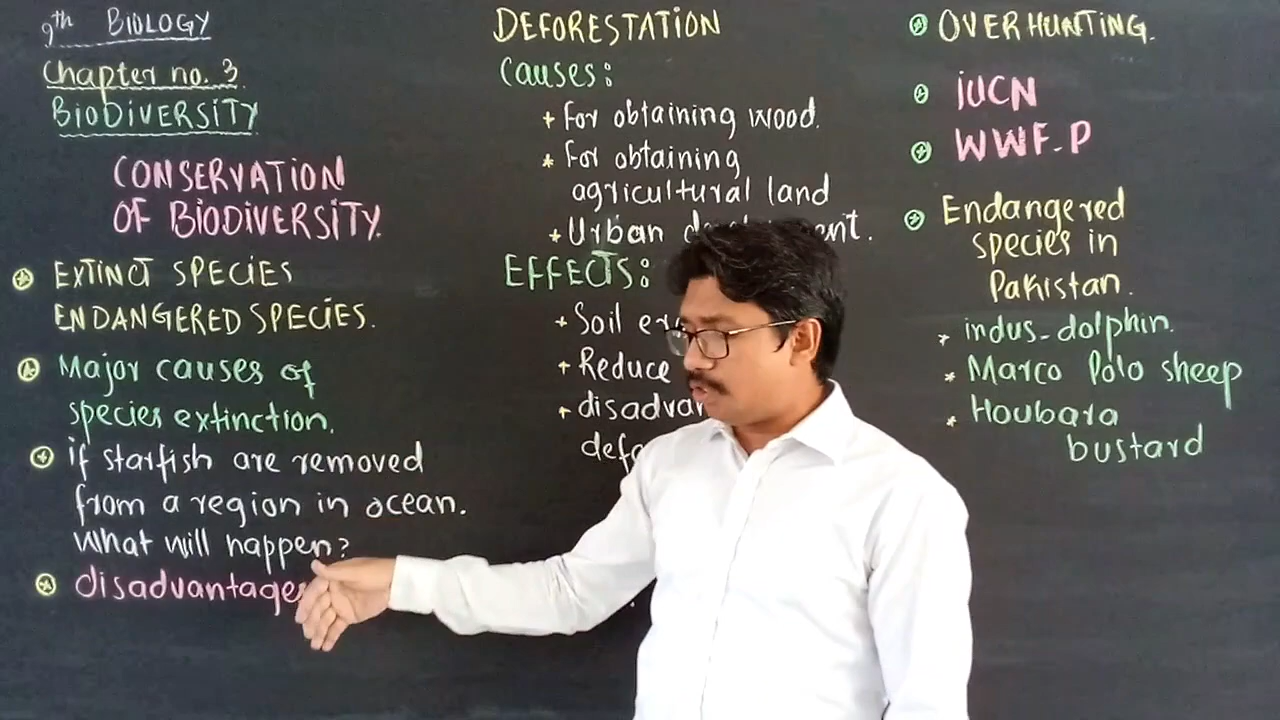 9th BiOLOGY
Chapter no. 3
BiODiVERSiTY
CONSERVATiON
OF BiODiVERSiTY.
EXTiNCT SPECiES
ENDANGERED SPECiES.
Major causes of
species extinction.
if starfish are removed
from a region in ocean.
What will happen?
disadvantage
DEFORESTATiON
Causes:
For obtaining wood.
For obtaining
agricultural land
Urban
EFFECTS:
Soil
Reduce
OVERHUNTiNG.
iUCN
WWF-P
Endangered
species in
Pakistan.
indus-dolphin.
Marco Polo sheep
Houbara
bustard